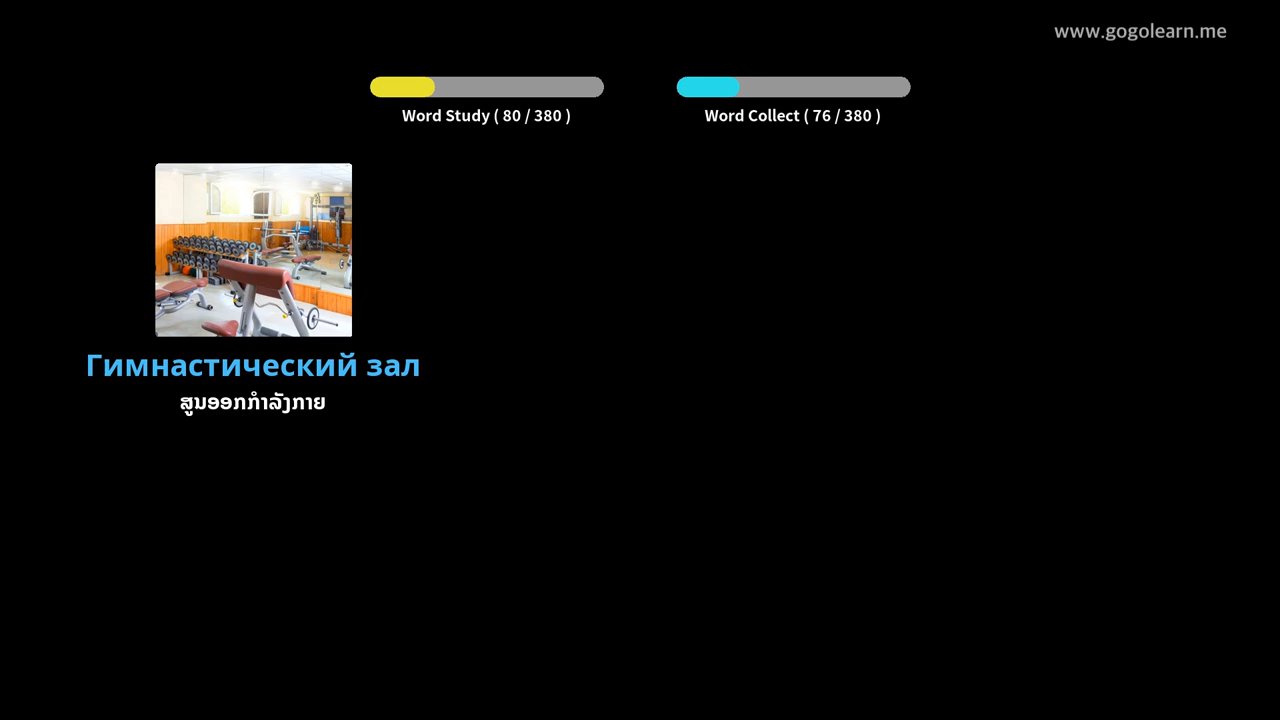 www.gogolearn.me
Word Study ( 80 / 380 )
Word Collect ( 76 / 380 )
Гимнастический зал
ສູນອອກກຳລັງກາຍ